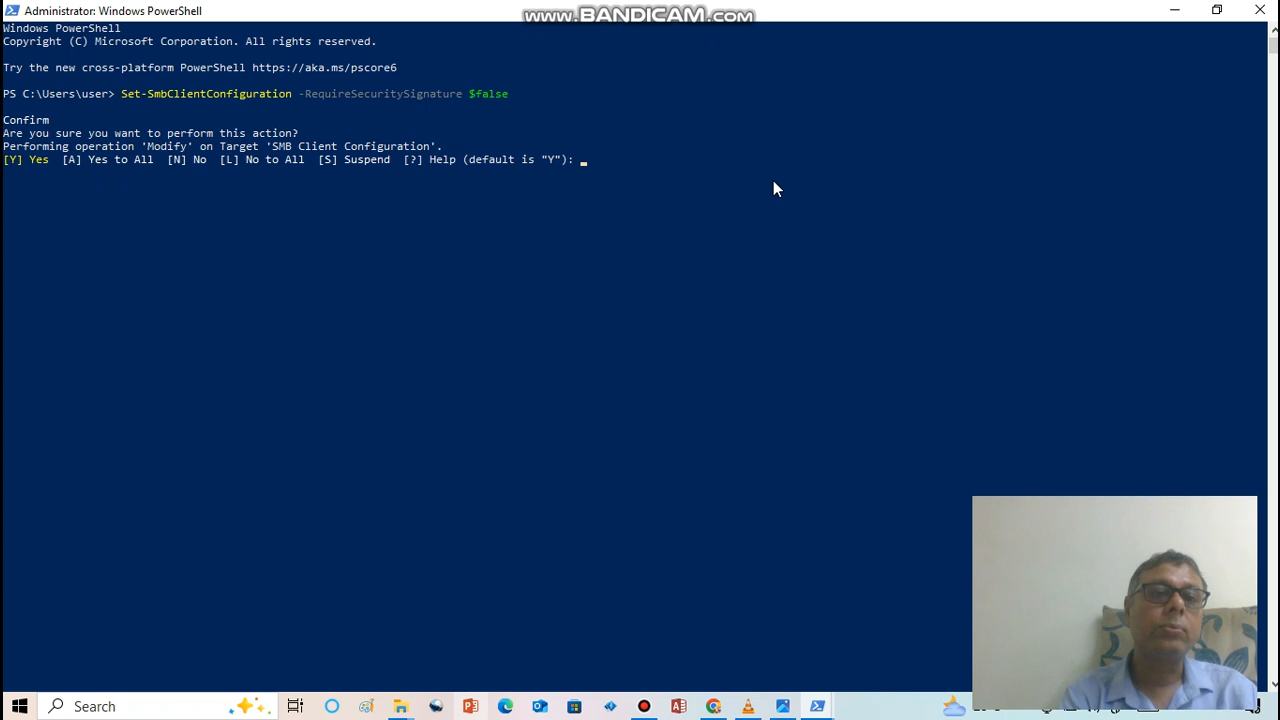 Administrator: Windows PowerShell
www.BANDICAM.com
Windows PowerShell
Copyright (C) Microsoft Corporation. All rights reserved.
Try the new cross-platform PowerShell https://aka.ms/pscore6
PS C:\Users\user> Set-SmbClientConfiguration -RequireSecuritySignature $false
Confirm
Are you sure you want to perform this action?
Performing operation 'Modify' on Target 'SMB Client Configuration'.
[Y] Yes  [A] Yes to All  [N] No  [L] No to All  [S] Suspend  [?] Help (default is "Y"):
Search